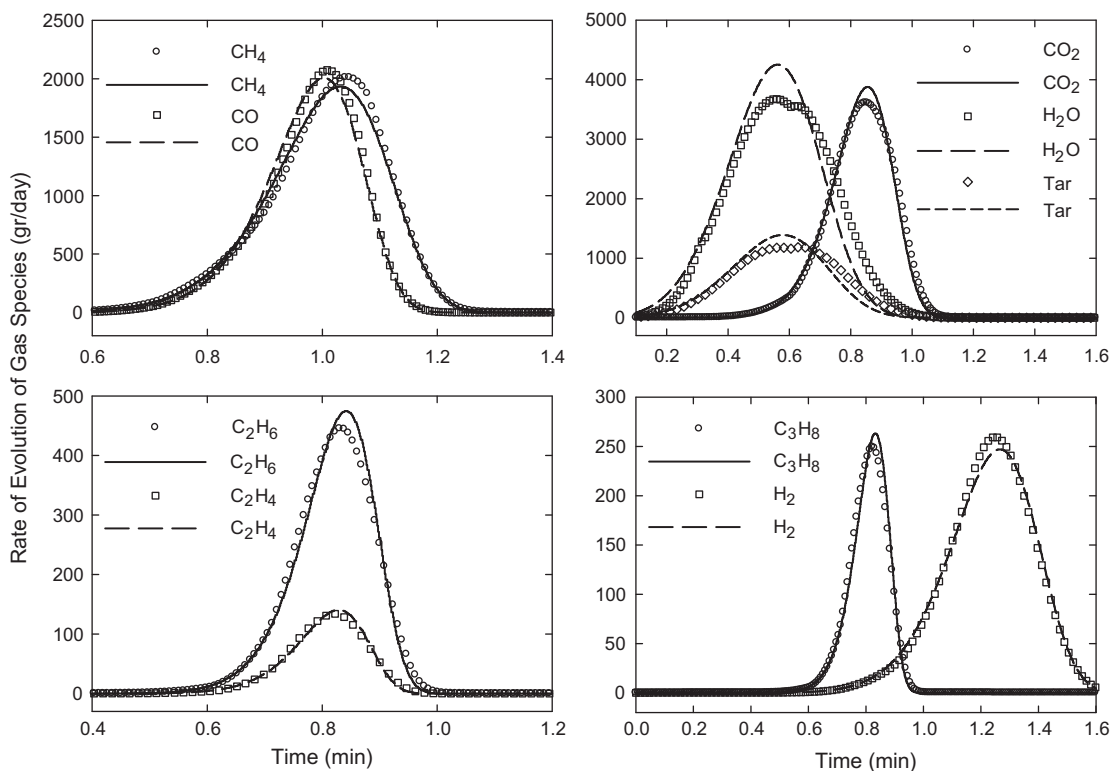 Rate of Evolution of Gas Species (gr/day)
2500
2000
1500
1000
500
0
CH4
CH4
CO
CO
0.6 0.8 1.0 1.2 1.4
5000
4000
3000
2000
1000
0
CO2
CO2
H2O
H2O
Tar
Tar
0.2 0.4 0.6 0.8 1.0 1.2 1.6
500
400
300
200
100
0
C2H6
C2H6
C2H4
C2H4
0.4 0.6 0.8 1.0 1.2
Time (min)
300
250
200
150
100
50
0
C3H8
C3H8
H2
H2
0.0 0.2 0.4 0.6 0.8 1.0 1.2 1.4 1.6
Time (min)